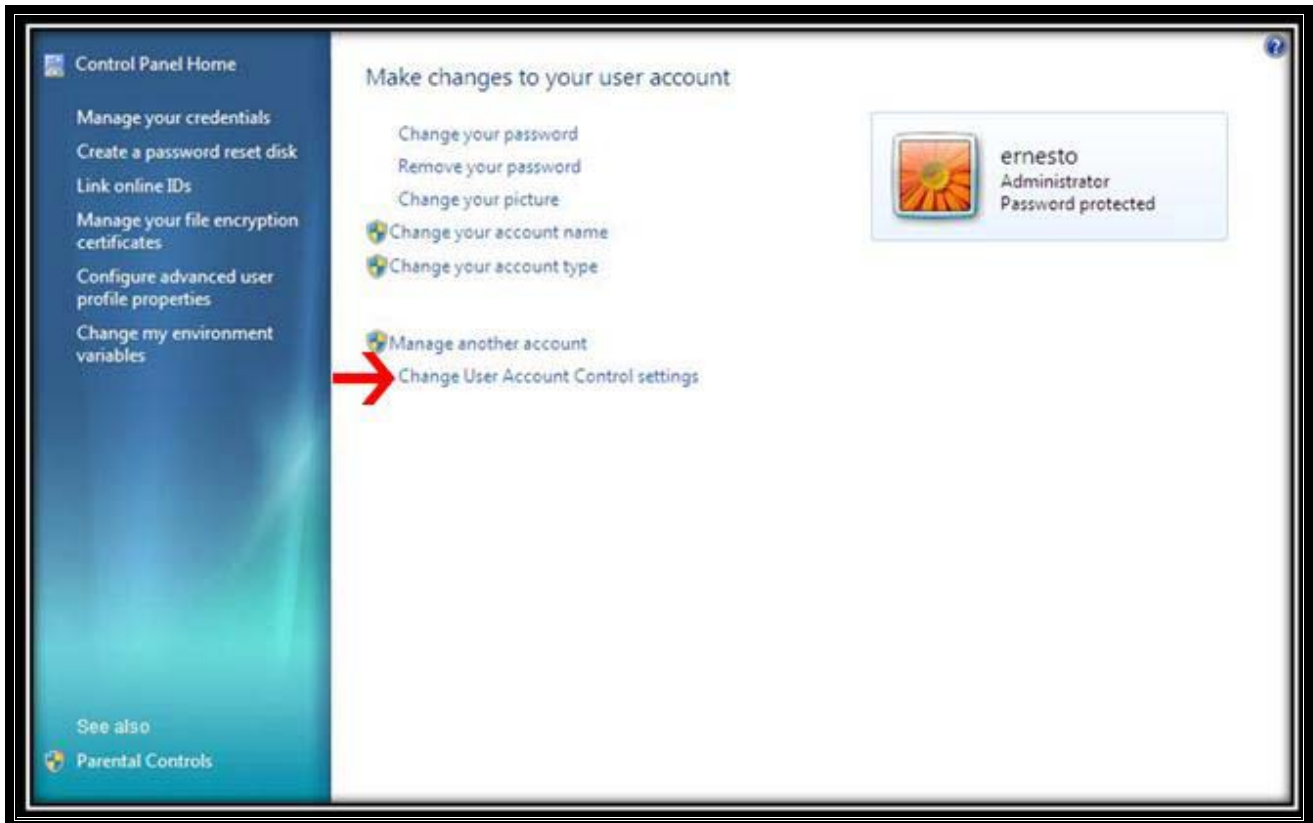 Control Panel Home
Manage your credentials
Create a password reset disk
Link online IDs
Manage your file encryption
certificates
Configure advanced user
profile properties
Change my environment
variables
See also
Parental Controls
Make changes to your user account
Change your password
Remove your password
Change your picture
Change your account name
Change your account type
Manage another account
Change User Account Control settings
ernesto
Administrator
Password protected
?